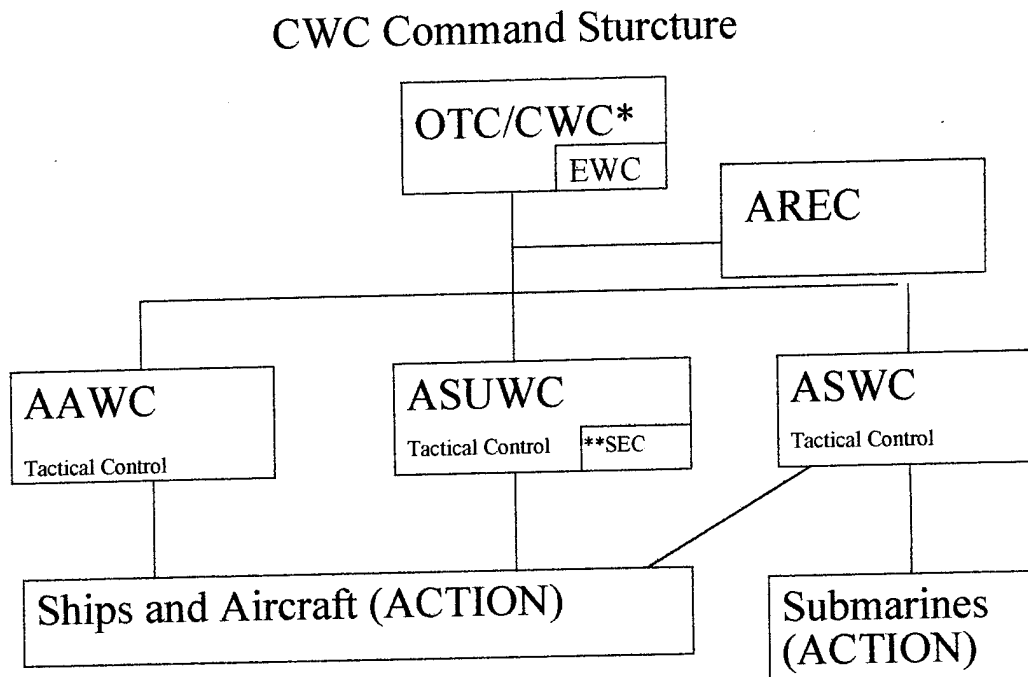 CWC Command Sturcture
OTC/CWC*
EWC
AREC
AAWC
Tactical Control
ASUWC
Tactical Control
**SEC
ASWC
Tactical Control
Ships and Aircraft (ACTION)
Submarines
(ACTION)